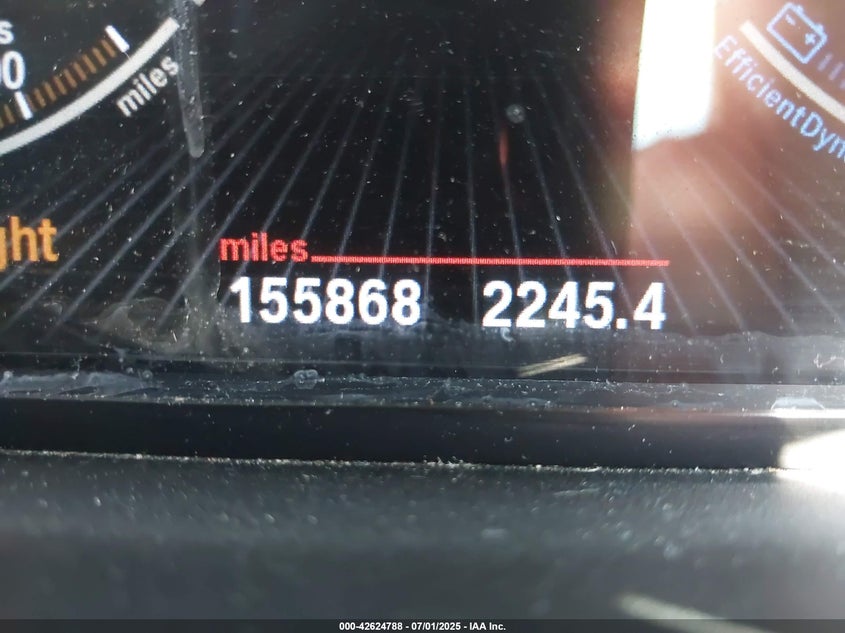 miles
EfficientDyn
miles
155868 2245.4
000-42624788 - 07/01/2025 - IAA Inc.